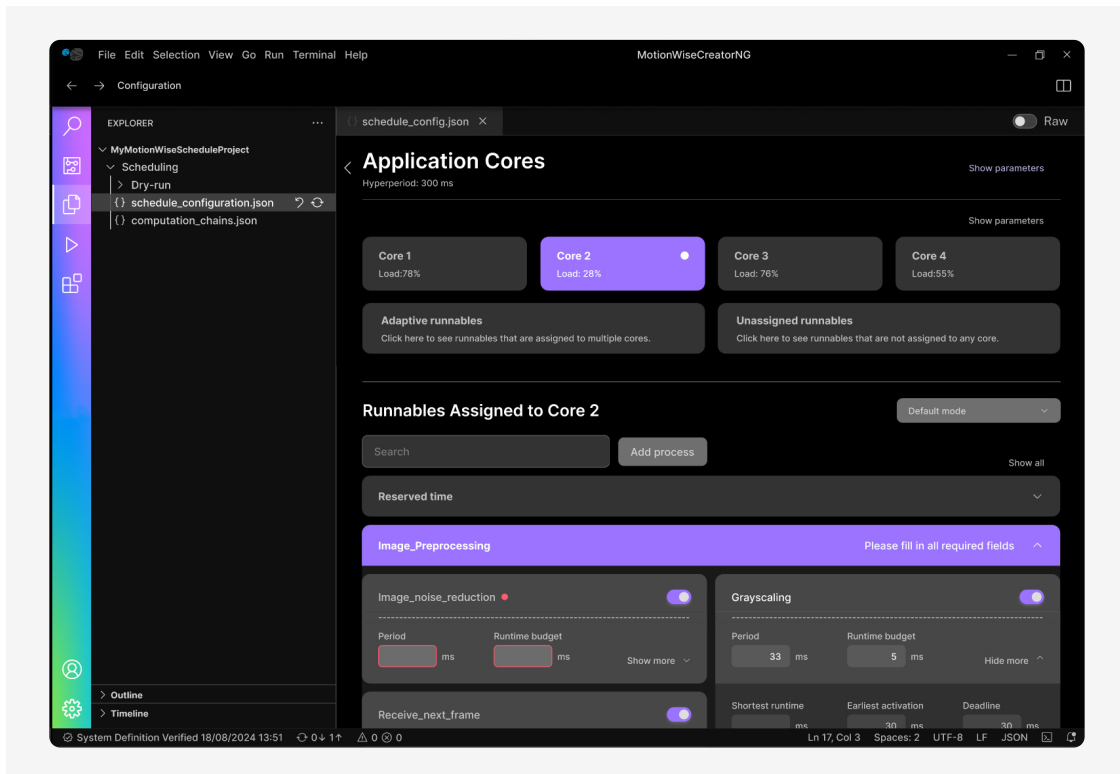 File Edit Selection View Go Run Terminal Help MotionWiseCreatorNG
Configuration
EXPLORER ...
MyMotionWiseScheduleProject
Scheduling
Dry-run
{} schedule_configuration.json
{} computation_chains.json
Outline
Timeline
{} schedule_config.json ×
Raw
Application Cores
Hyperperiod: 300 ms
Show parameters
Show parameters
Core 1
Load:78%
Core 2
Load: 28%
Core 3
Load: 76%
Core 4
Load:55%
Adaptive runnables
Click here to see runnables that are assigned to multiple cores.
Unassigned runnables
Click here to see runnables that are not assigned to any core.
Runnables Assigned to Core 2
Default mode
Search
Add process
Show all
Reserved time
Image_Preprocessing
Please fill in all required fields
Image_noise_reduction
Period Runtime budget
ms ms Show more
Receive_next_frame
Grayscaling
Period Runtime budget
33 ms 5 ms Hide more
Shortest runtime Earliest activation Deadline
ms 30 ms 30 ms
System Definition Verified 18/08/2024 13:51 0↓ 1↑ 0 0 Ln 17, Col 3 Spaces: 2 UTF-8 LF JSON